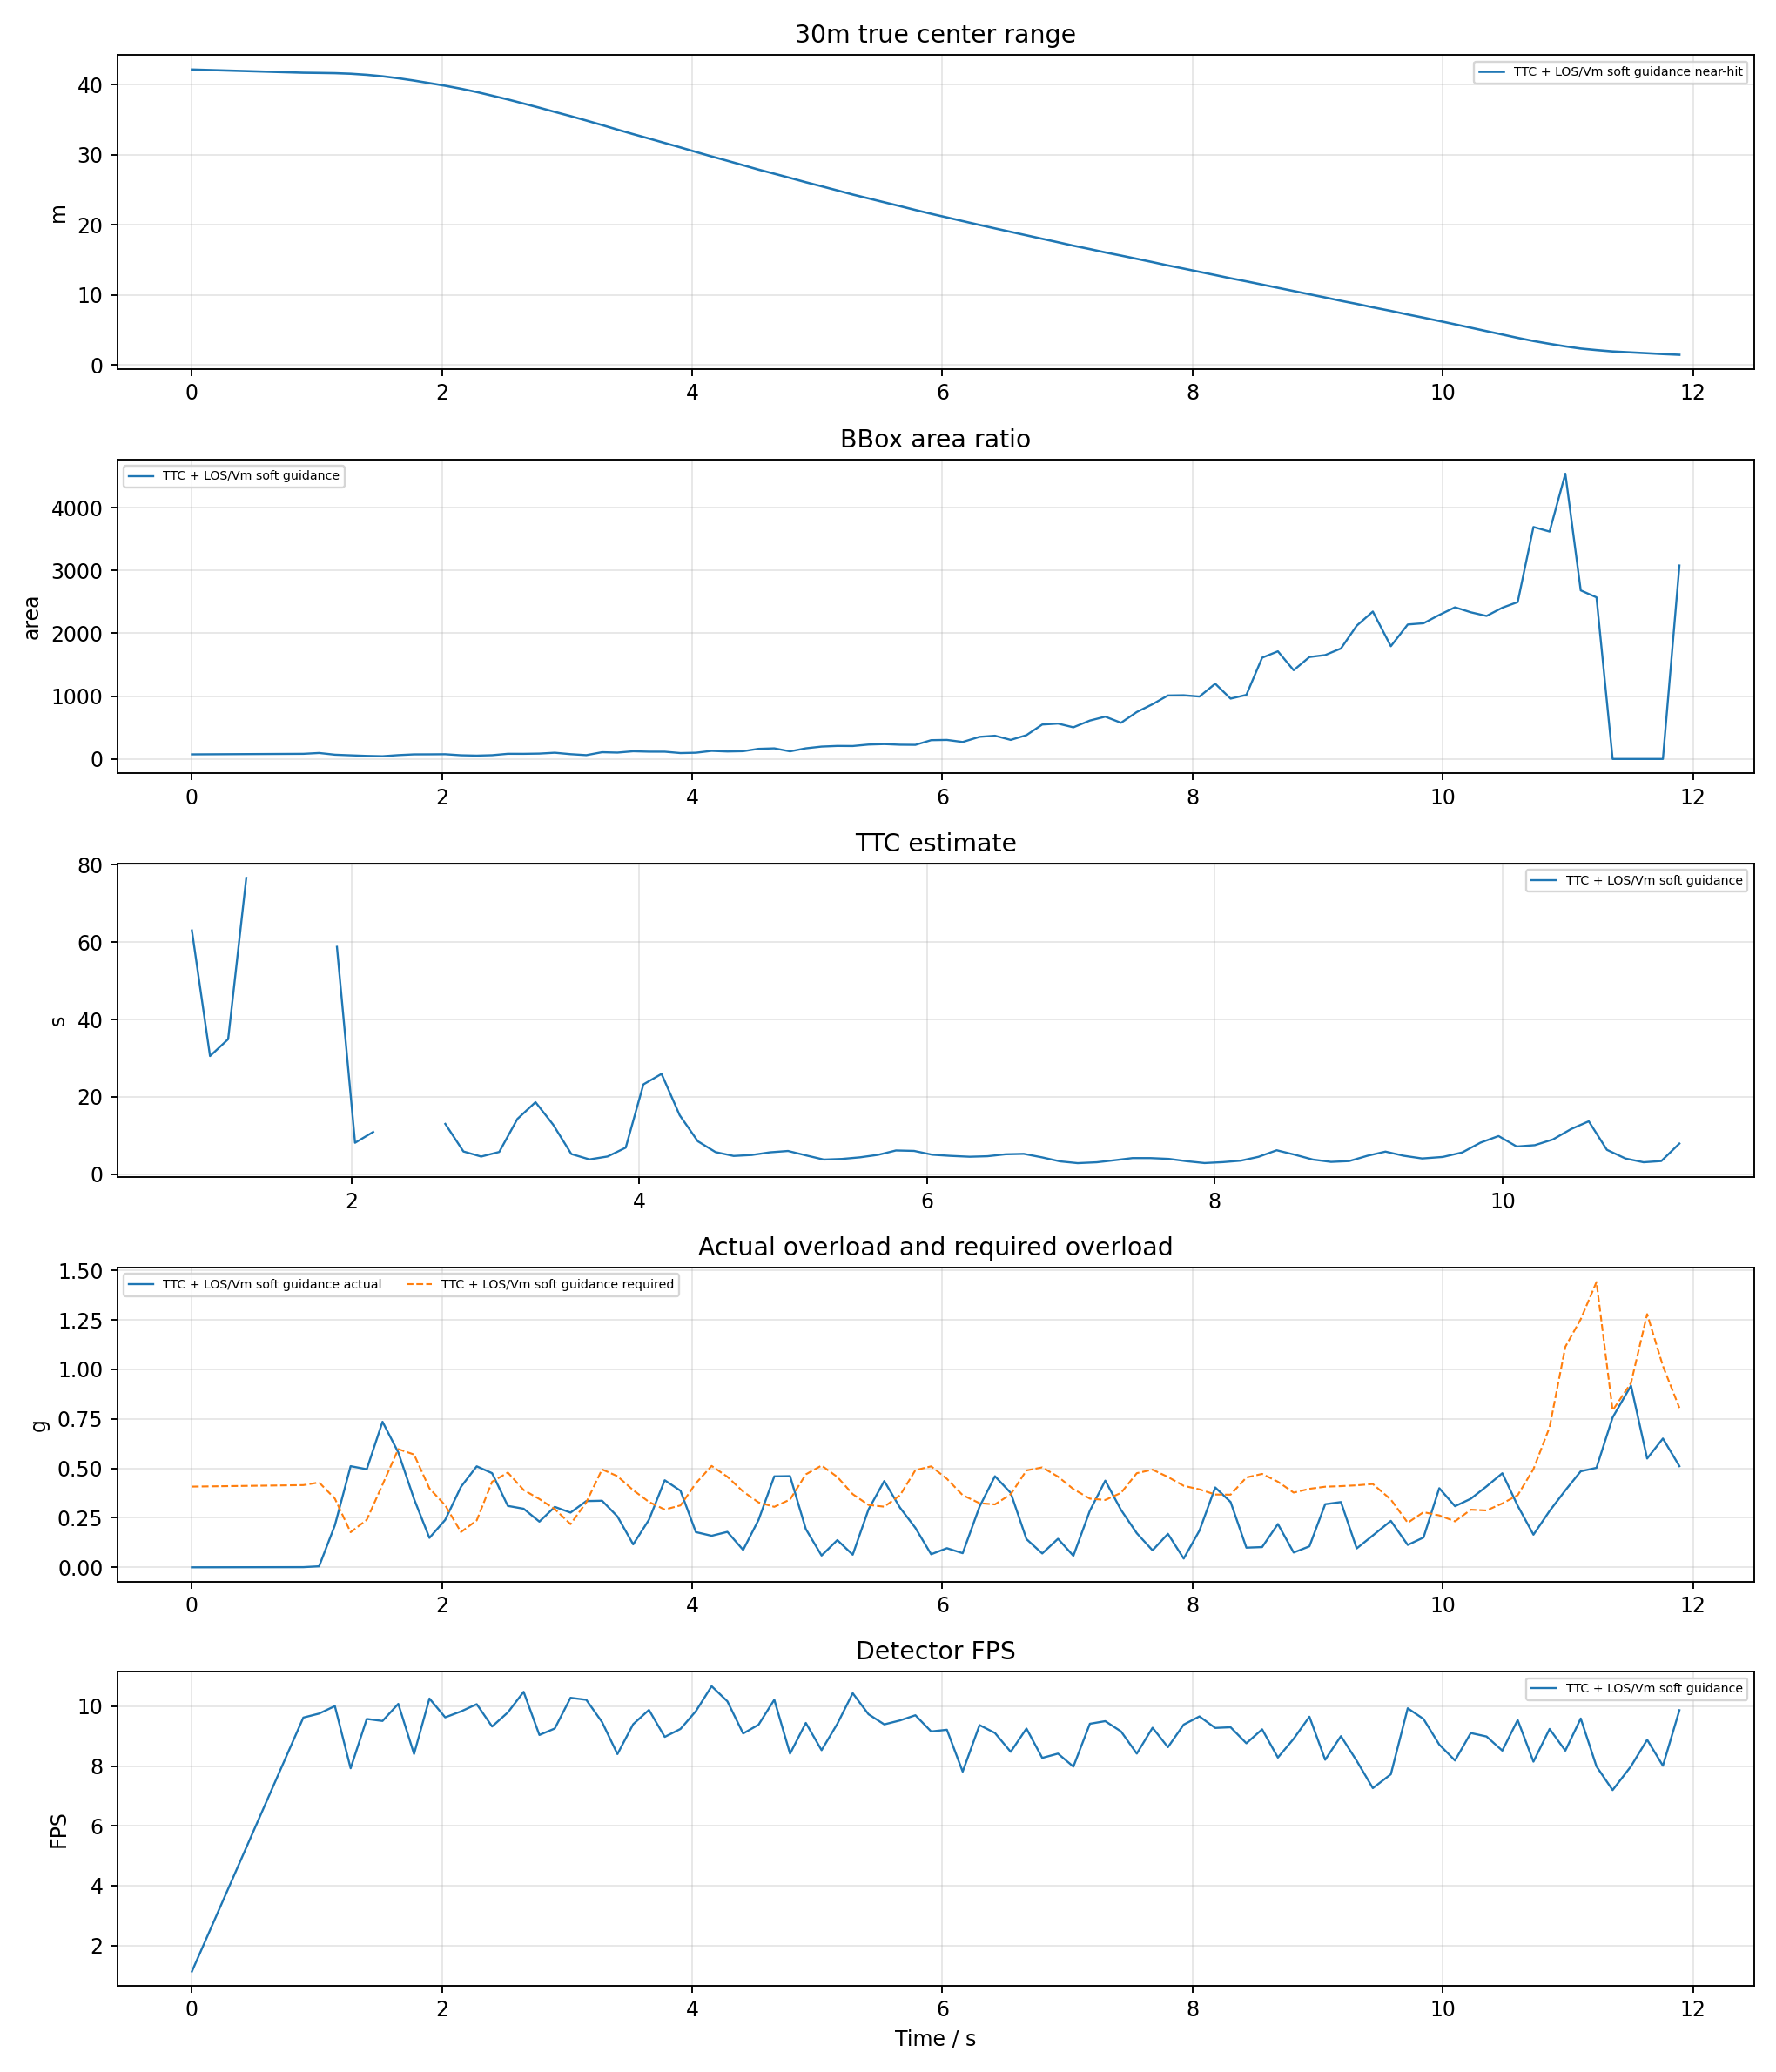 30m true center range
TTC + LOS/Vm soft guidance near-hit
40
30
20
10
0
m
0 2 4 6 8 10 12
BBox area ratio
TTC + LOS/Vm soft guidance
4000
3000
2000
1000
0
area
0 2 4 6 8 10 12
TTC estimate
TTC + LOS/Vm soft guidance
80
60
40
20
0
s
2 4 6 8 10
Actual overload and required overload
TTC + LOS/Vm soft guidance actual TTC + LOS/Vm soft guidance required
1.50
1.25
1.00
0.75
0.50
0.25
0.00
g
0 2 4 6 8 10 12
Detector FPS
TTC + LOS/Vm soft guidance
10
8
6
4
2
FPS
0 2 4 6 8 10 12
Time / s